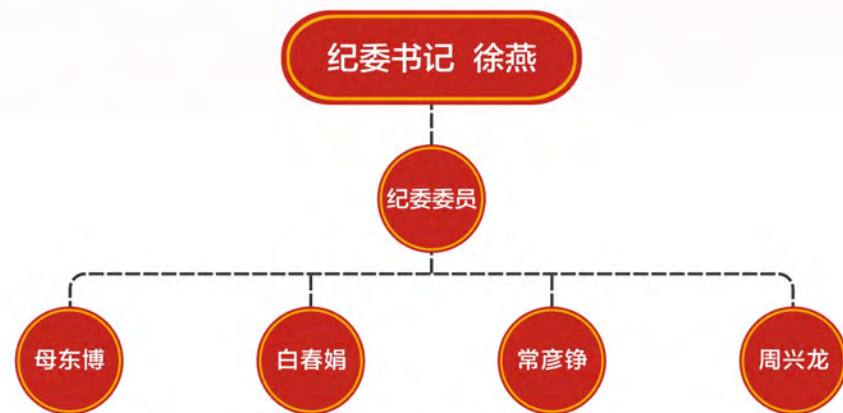 纪委书记 徐燕
纪委委员
母东博
白春娟
常彦铮
周兴龙